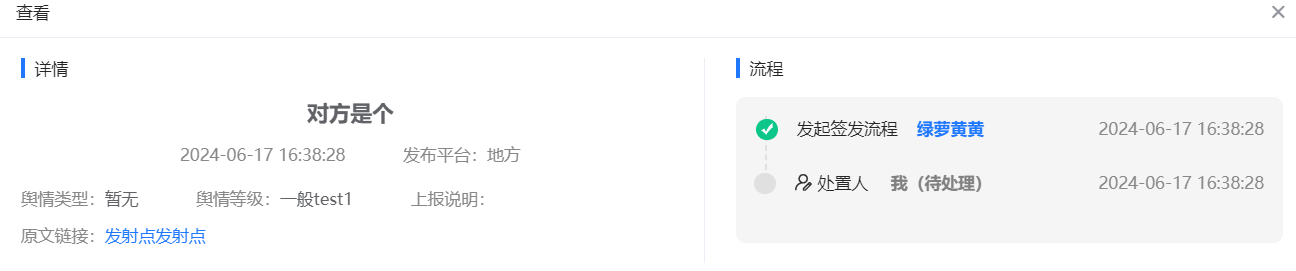 查看
详情
对方是个
2024-06-17 16:38:28 发布平台：地方
舆情类型：暂无 舆情等级：一般test1 上报说明：
原文链接：发射点发射点
流程
发起签发流程 绿萝黄黄 2024-06-17 16:38:28
处置人 我（待处理） 2024-06-17 16:38:28